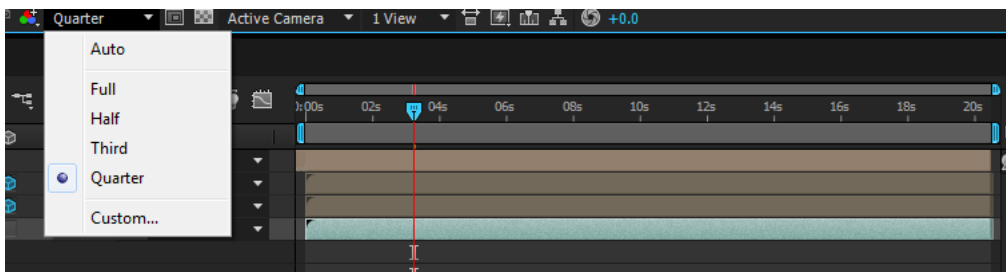 Quarter Active Camera 1 View +0.0
Auto
Full
Half
Third
Quarter
Custom...
):00s 02s 04s 06s 08s 10s 12s 14s 16s 18s 20s